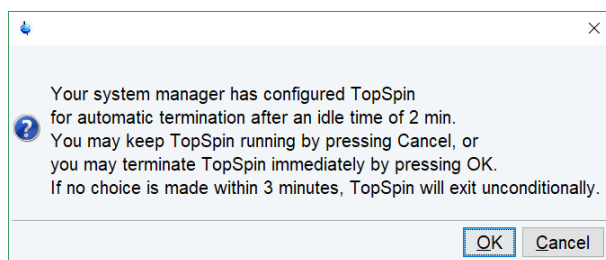 Your system manager has configured TopSpin
for automatic termination after an idle time of 2 min.
You may keep TopSpin running by pressing Cancel, or
you may terminate TopSpin immediately by pressing OK.
If no choice is made within 3 minutes, TopSpin will exit unconditionally.
OK Cancel